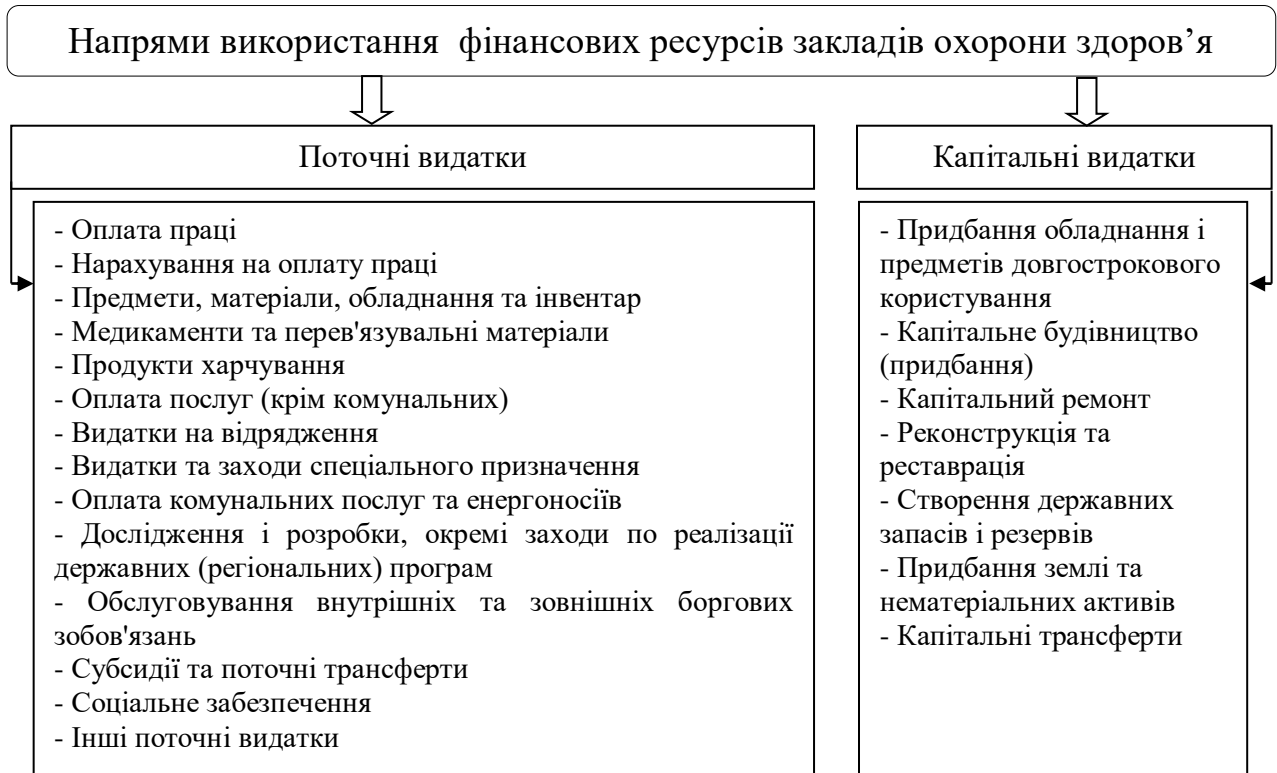 Напрями використання фінансових ресурсів закладів охорони здоров’я
Поточні видатки
- Оплата праці
- Нарахування на оплату праці
- Предмети, матеріали, обладнання та інвентар
- Медикаменти та перев'язувальні матеріали
- Продукти харчування
- Оплата послуг (крім комунальних)
- Видатки на відрядження
- Видатки та заходи спеціального призначення
- Оплата комунальних послуг та енергоносіїв
- Дослідження і розробки, окремі заходи по реалізації
державних (регіональних) програм
- Обслуговування внутрішніх та зовнішніх боргових
зобов'язань
- Субсидії та поточні трансферти
- Соціальне забезпечення
- Інші поточні видатки
Капітальні видатки
- Придбання обладнання і
предметів довгострокового
користування
- Капітальне будівництво
(придбання)
- Капітальний ремонт
- Реконструкція та
реставрація
- Створення державних
запасів і резервів
- Придбання землі та
нематеріальних активів
- Капітальні трансферти